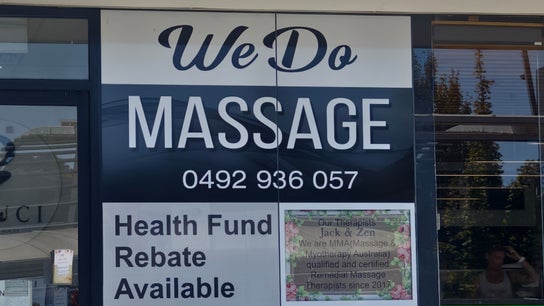 We Do
MASSAGE
0492 936 057
Health Fund
Rebate
Available
Our Therapists
Jack & Zen
We are MMA(Massage &
Myotherapy Australia)
qualified and certified
Remedial Massage
Therapists since 2017